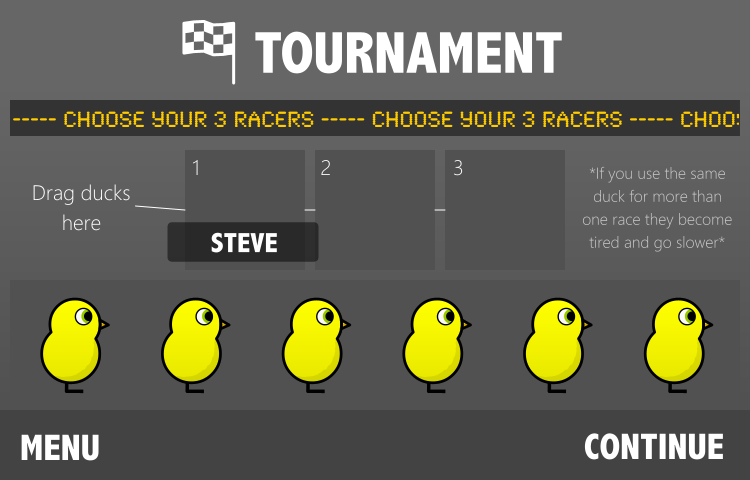 TOURNAMENT
----- CHOOSE YOUR 3 RACERS ----- CHOOSE YOUR 3 RACERS ----- CHOOS
1
2
3
Drag ducks
here
STEVE
*If you use the same
duck for more than
one race they become
tired and go slower*
MENU
CONTINUE